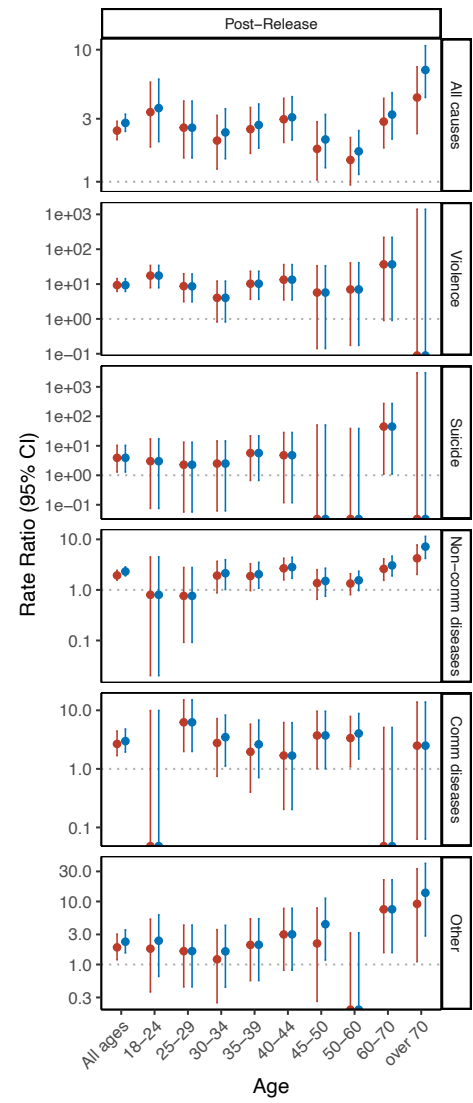 Post−Release
10
3
1
All causes
1e+03
1e+02
1e+01
1e+00
1e−01
Violence
1e+03
1e+02
1e+01
1e+00
1e−01
Suicide
10.0
1.0
0.1
Non−comm diseases
10.0
1.0
0.1
Comm diseases
30.0
10.0
3.0
1.0
0.3
Other
Rate Ratio (95% CI)
All ages
18−24
25−29
30−34
35−39
40−44
45−50
50−60
60−70
over 70
Age